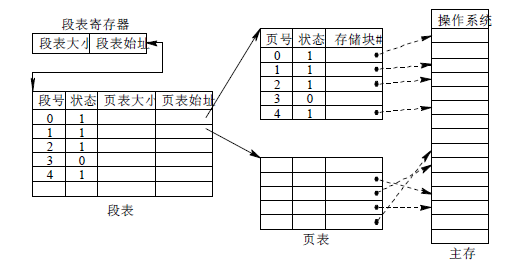 段表寄存器
段表大小 段表始址
段号 状态 页表大小 页表始址
0 1
1 1
2 1
3 0
4 1
段表
页号 状态 存储块#
0 1
1 1
2 1
3 0
4 1
页表
操作系统
主存